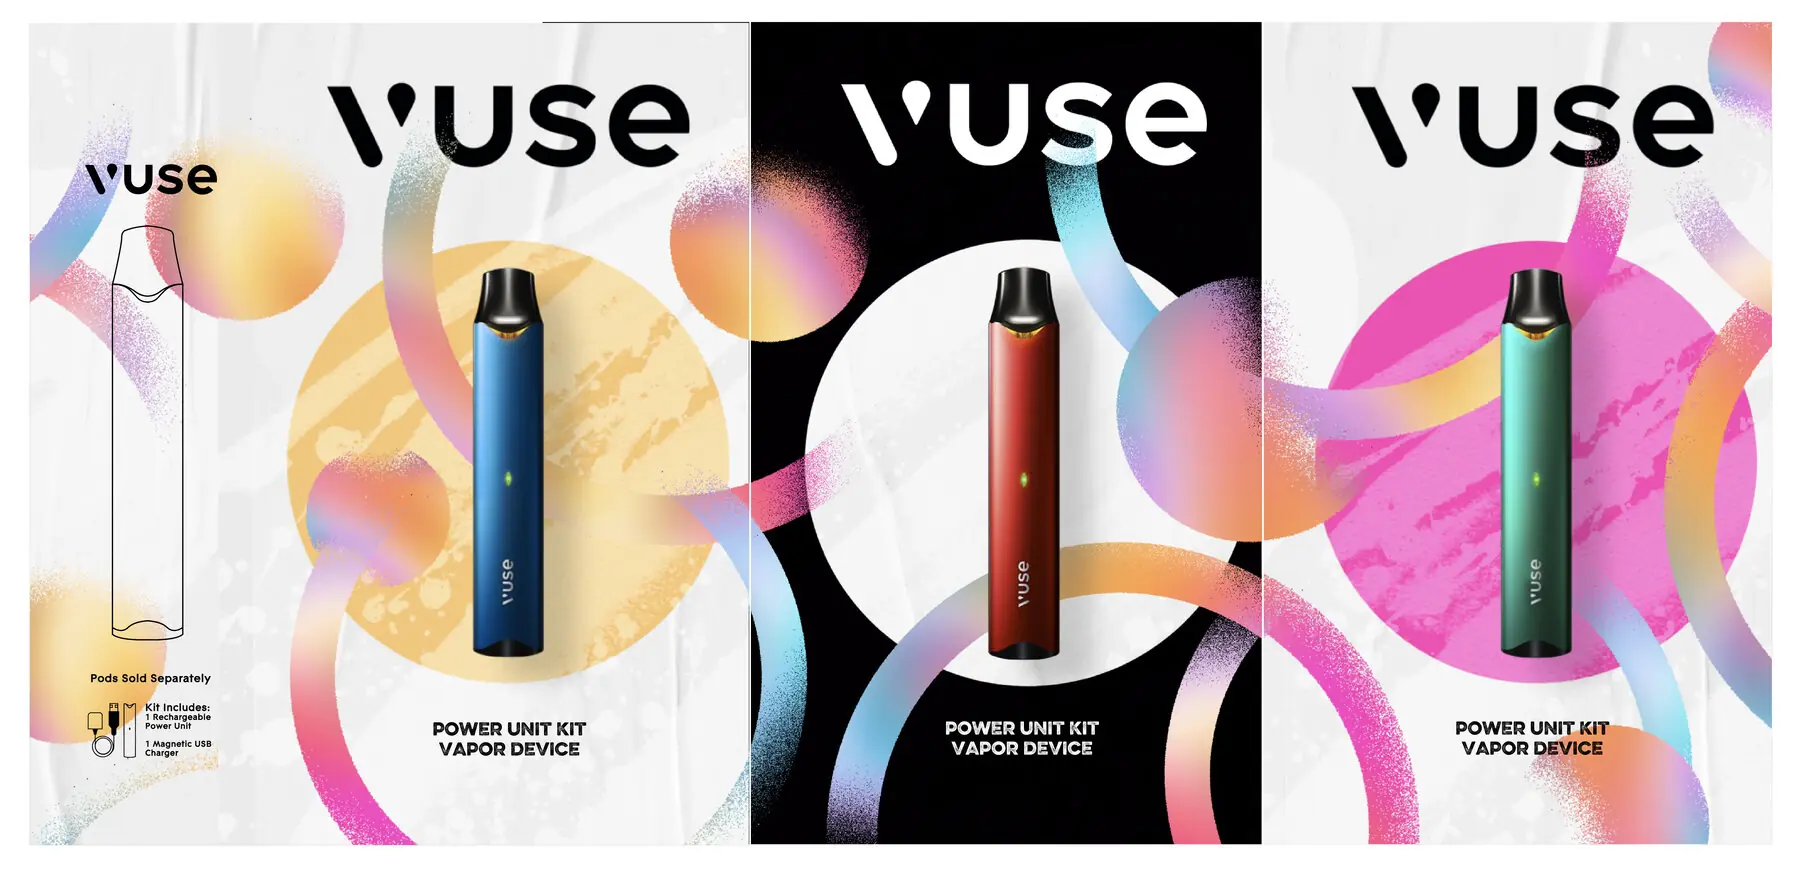 vuse
Pods Sold Separately
Kit Includes:
1 Rechargeable
Power Unit
1 Magnetic USB
Charger
vuse
vuse
POWER UNIT KIT
VAPOR DEVICE
vuse
vuse
POWER UNIT KIT
VAPOR DEVICE
vuse
vuse
POWER UNIT KIT
VAPOR DEVICE